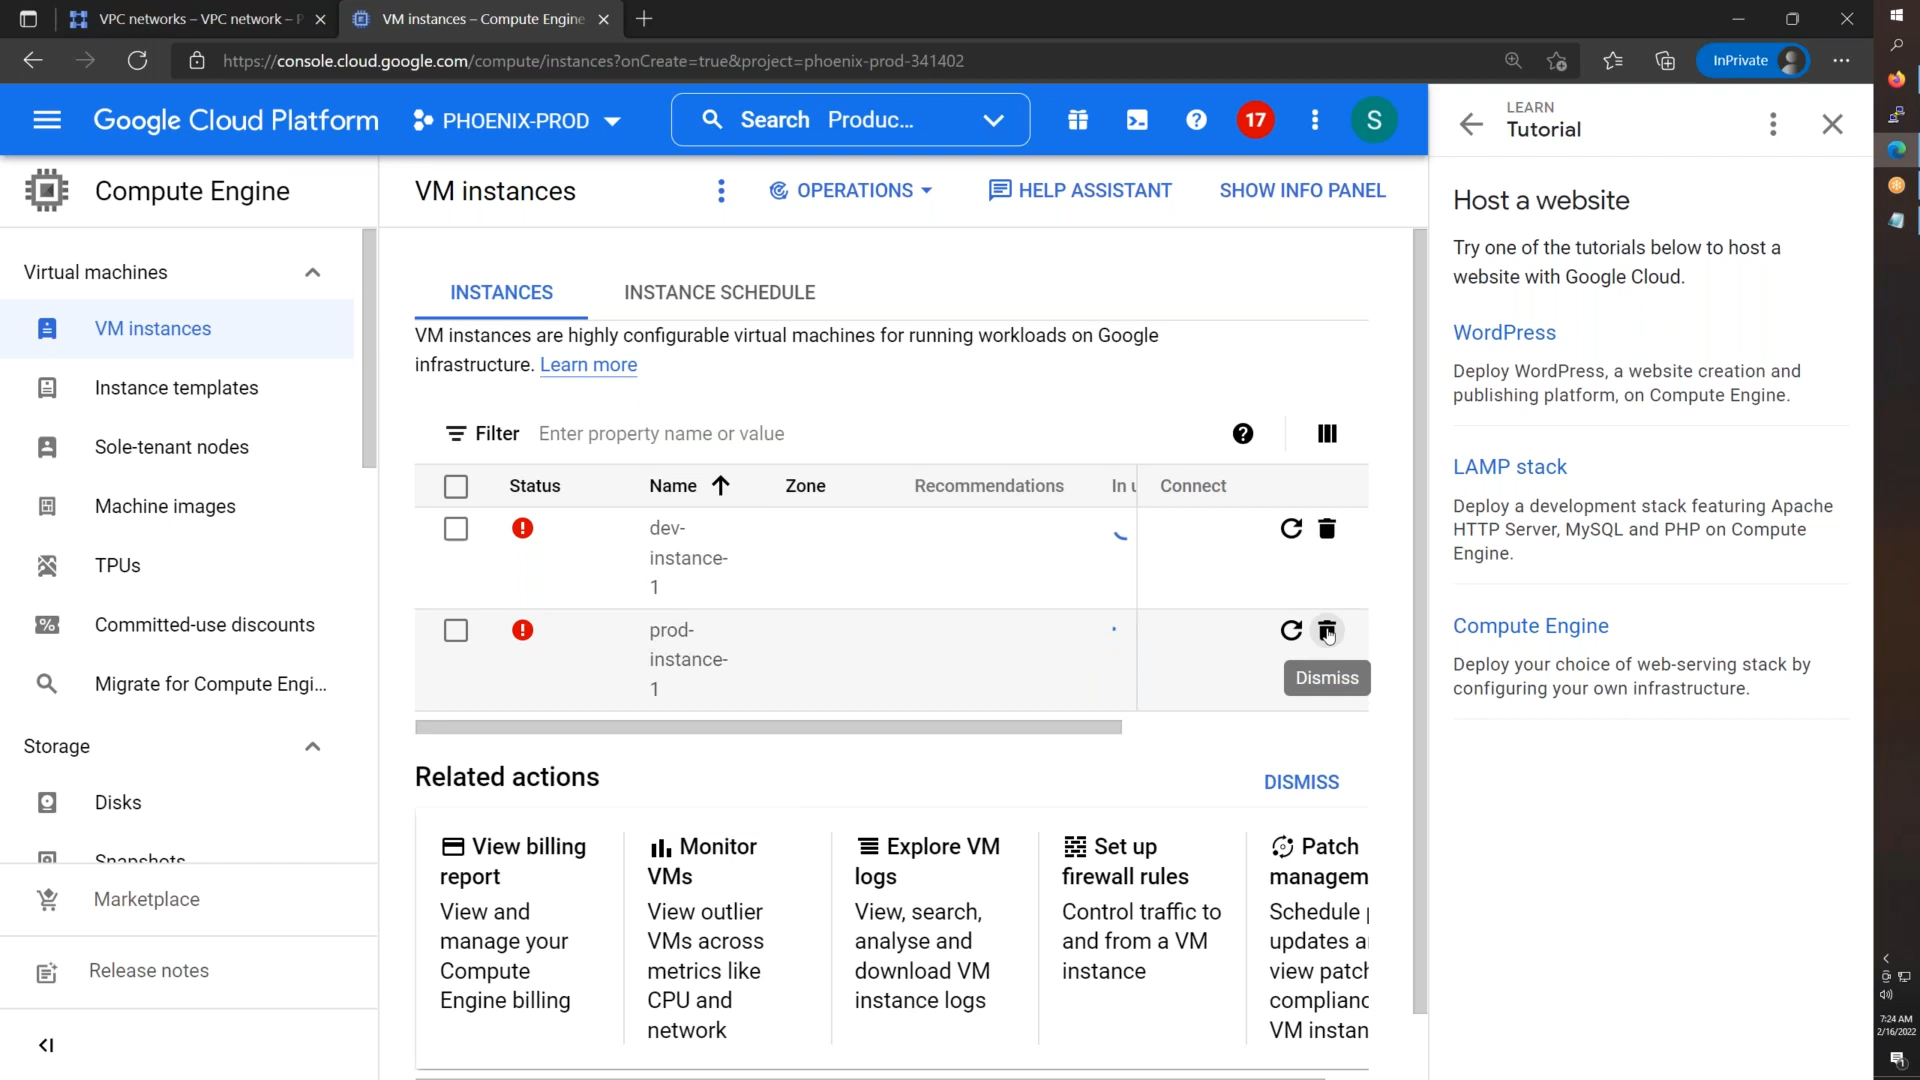 VPC networks – VPC network – P
VM instances – Compute Engine
https://console.cloud.google.com/compute/instances?onCreate=true&project=phoenix-prod-341402
InPrivate
Google Cloud Platform
PHOENIX-PROD
Search Produc...
17
S
LEARN
Tutorial
Compute Engine
VM instances
OPERATIONS
HELP ASSISTANT
SHOW INFO PANEL
Virtual machines
VM instances
Instance templates
Sole-tenant nodes
Machine images
TPUs
Committed-use discounts
Migrate for Compute Engi...
Storage
Disks
Snapshots
Marketplace
Release notes
INSTANCES
INSTANCE SCHEDULE
VM instances are highly configurable virtual machines for running workloads on Google
infrastructure. Learn more
Filter Enter property name or value
Status
Name
Zone
Recommendations
In u
Connect
dev-
instance-
1
prod-
instance-
1
Dismiss
Related actions
DISMISS
View billing
report
View and
manage your
Compute
Engine billing
Monitor
VMs
View outlier
VMs across
metrics like
CPU and
network
Explore VM
logs
View, search,
analyse and
download VM
instance logs
Set up
firewall rules
Control traffic to
and from a VM
instance
Patch
managem
Schedule
updates a
view patch
complianc
VM instan
Host a website
Try one of the tutorials below to host a
website with Google Cloud.
WordPress
Deploy WordPress, a website creation and
publishing platform, on Compute Engine.
LAMP stack
Deploy a development stack featuring Apache
HTTP Server, MySQL and PHP on Compute
Engine.
Compute Engine
Deploy your choice of web-serving stack by
configuring your own infrastructure.
7:24 AM
2/16/2022